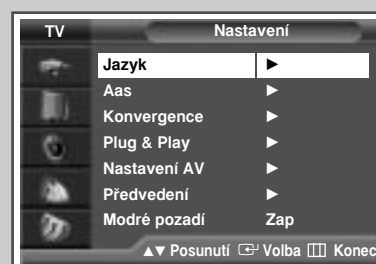 TV Nastavení
Jazyk ►
Aas ►
Konvergence ►
Plug & Play ►
Nastavení AV ►
Předvedení ►
Modré pozadí Zap
▲▼ Posunutí Volba Konec